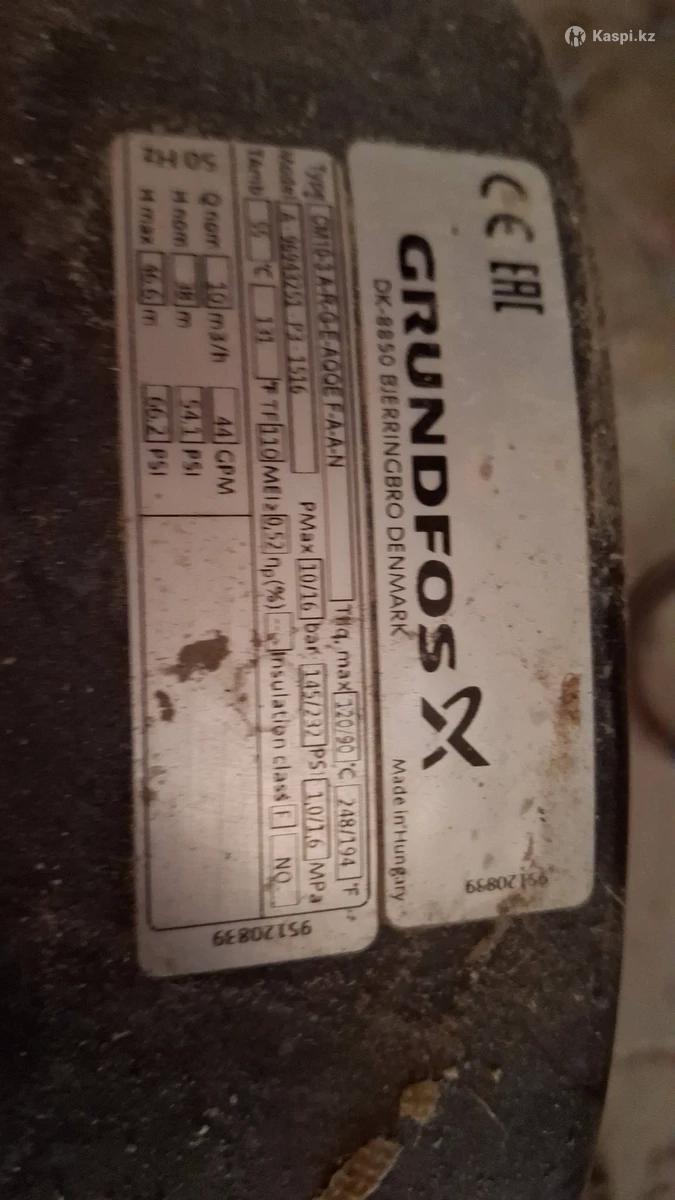 Kaspi.kz
CE EAC
GRUNDFOS
DK-8850 BJERRINGBRO DENMARK
Made in Hungary
95120839
Type CM10-3 A-R-G-E-AQQE F-A-A-N Tliq. max 120/90 °C 248/194 °F
Model A 96943251 P3 1516 PMax 10/16 bar 145/232 PSI 1,0/1,6 MPa
TAmb 55 °C 131 °F TF 110 MEI≥ 0,52 ηp(%) --.- Insulation class F NO
50 Hz
Q nom 10 m3/h 44 GPM
H nom 38 m 54.1 PSI
H max 46.6 m 66.2 PSI
95120839